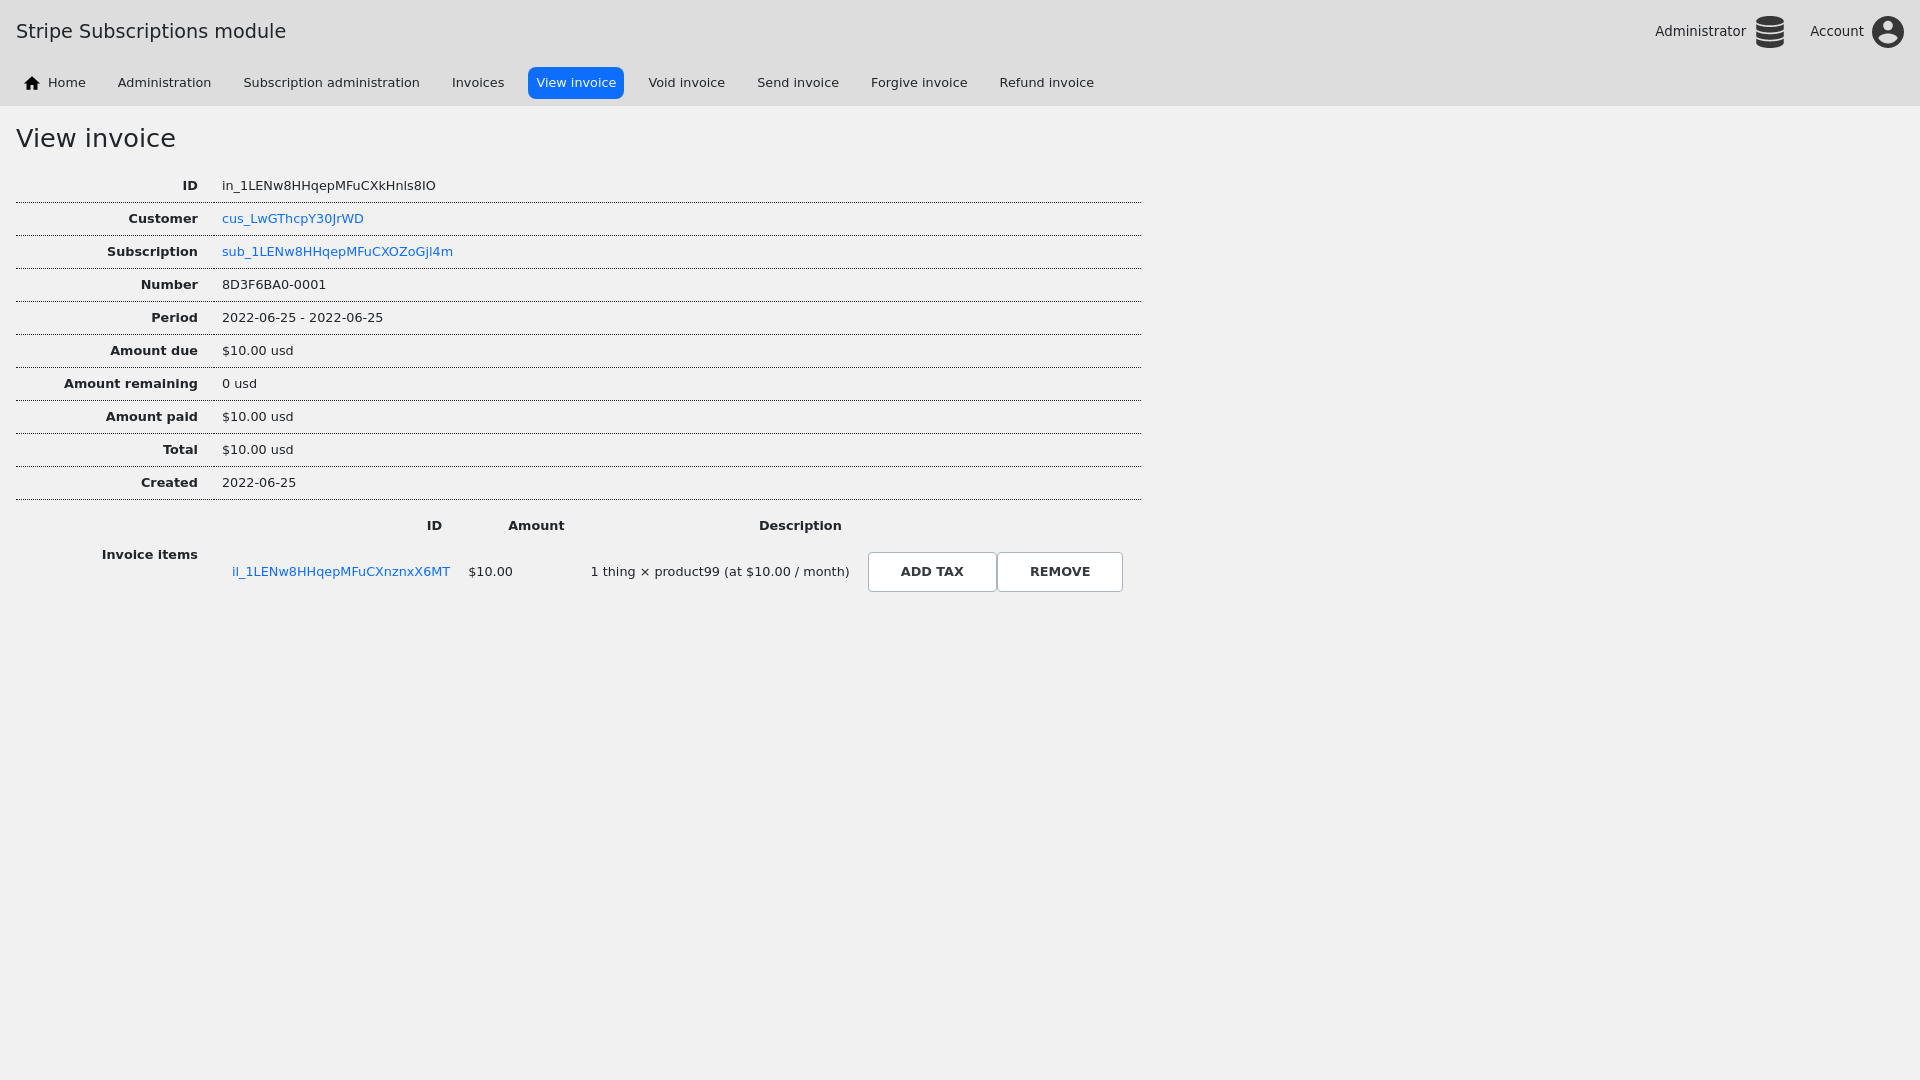 Stripe Subscriptions module
Administrator
Account
Home
Administration
Subscription administration
Invoices
View invoice
Void invoice
Send invoice
Forgive invoice
Refund invoice
View invoice
ID in_1LENw8HHqepMFuCXkHnls8IO
Customer cus_LwGThcpY30JrWD
Subscription sub_1LENw8HHqepMFuCXOZoGjl4m
Number 8D3F6BA0-0001
Period 2022-06-25 - 2022-06-25
Amount due $10.00 usd
Amount remaining 0 usd
Amount paid $10.00 usd
Total $10.00 usd
Created 2022-06-25
Invoice items
ID Amount Description
il_1LENw8HHqepMFuCXnznxX6MT $10.00 1 thing × product99 (at $10.00 / month) ADD TAX REMOVE